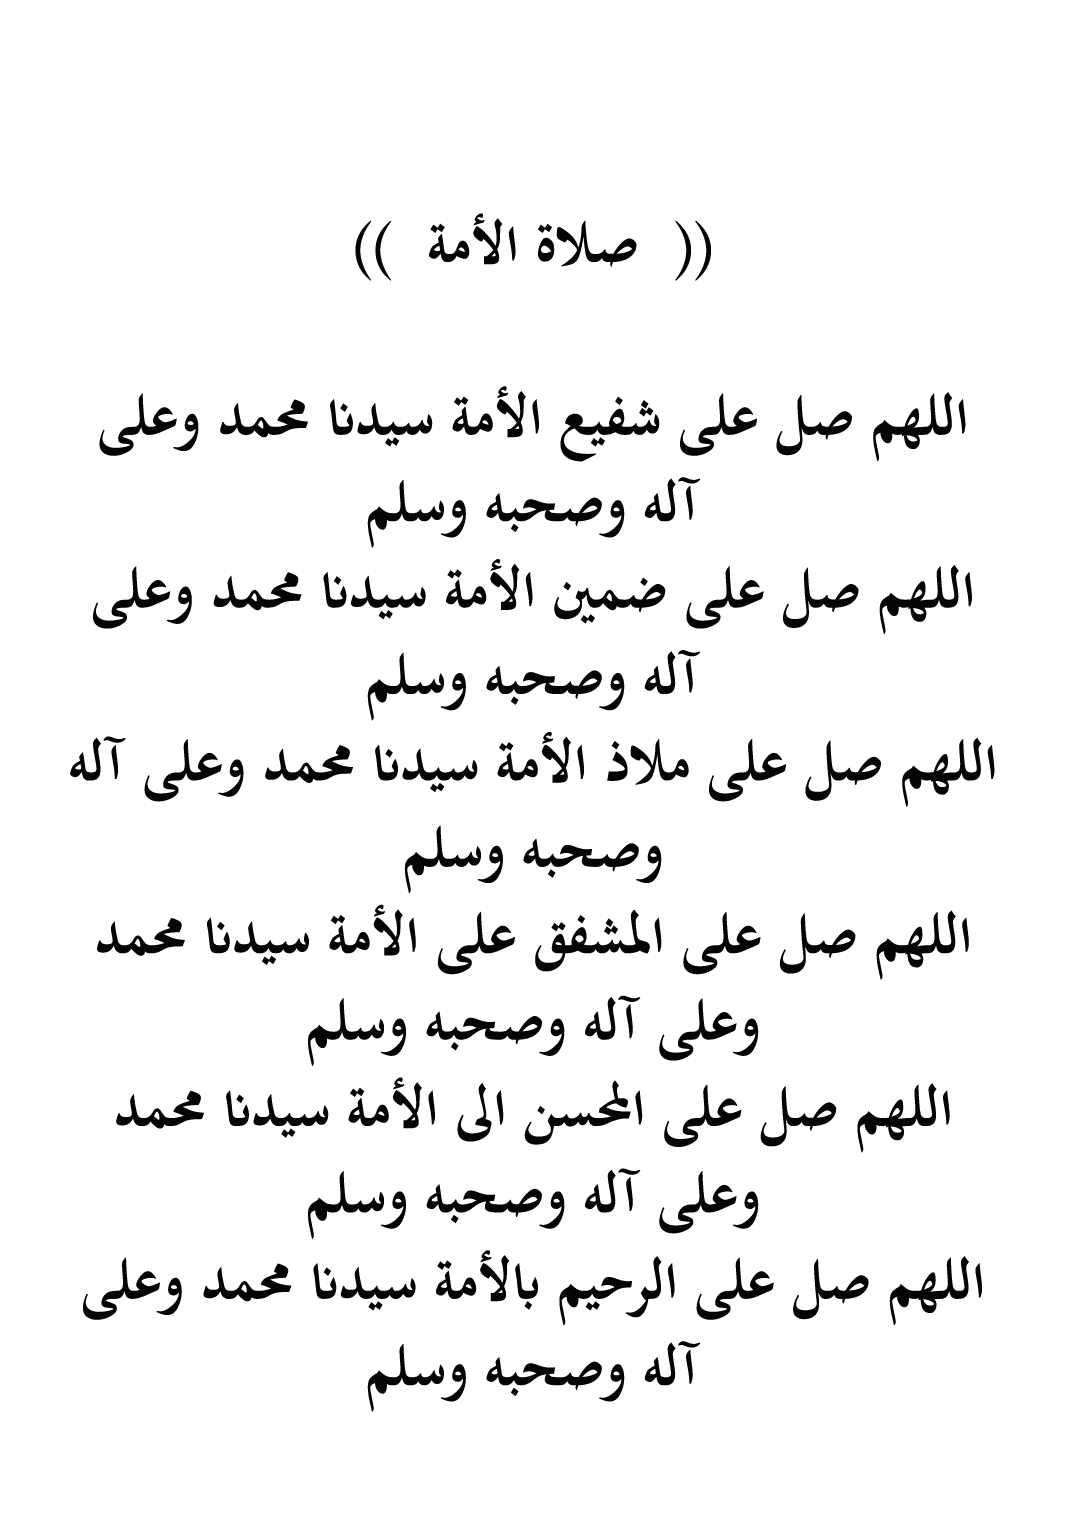 (( صلاة الأمة ))
اللهم صل على شفيع الأمة سيدنا محمد وعلى
آله وصحبه وسلم
اللهم صل على ضمين الأمة سيدنا محمد وعلى
آله وصحبه وسلم
اللهم صل على ملاذ الأمة سيدنا محمد وعلى آله
وصحبه وسلم
اللهم صل على المشفق على الأمة سيدنا محمد
وعلى آله وصحبه وسلم
اللهم صل على المحسن الى الأمة سيدنا محمد
وعلى آله وصحبه وسلم
اللهم صل على الرحيم بالأمة سيدنا محمد وعلى
آله وصحبه وسلم